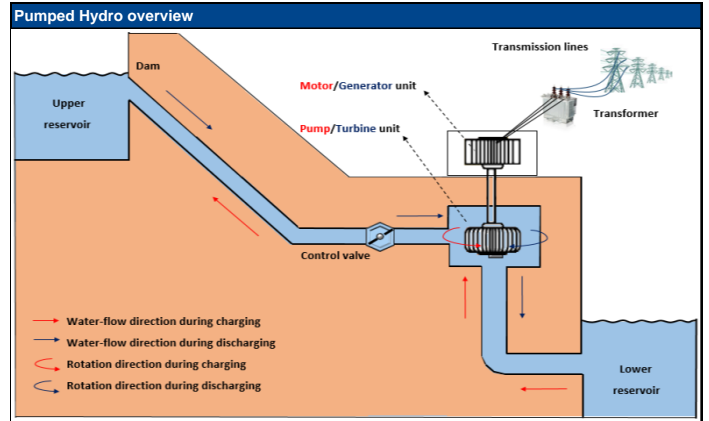 Pumped Hydro overview
Transmission lines
Dam
Motor/Generator unit
Upper
reservoir
Transformer
Pump/Turbine unit
Control valve
Water-flow direction during charging
Water-flow direction during discharging
Rotation direction during charging
Rotation direction during discharging
Lower
reservoir